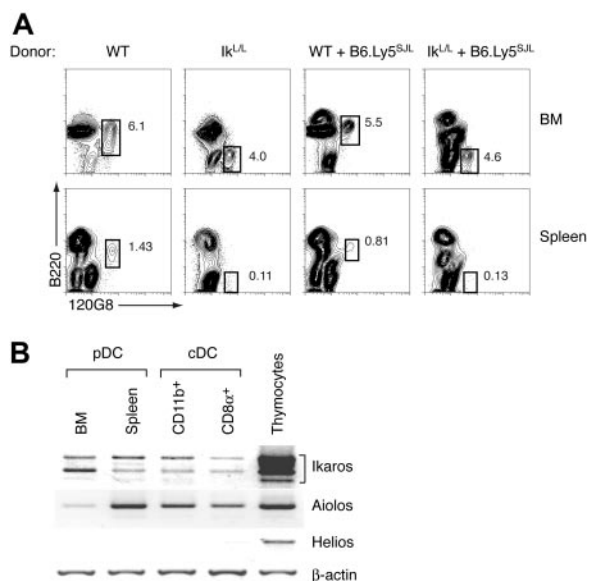 A
Donor: WT Ik^L/L WT + B6.Ly5^SJL Ik^L/L + B6.Ly5^SJL
6.1 4.0 5.5 4.6 BM
1.43 0.11 0.81 0.13 Spleen
B220
120G8
B
pDC cDC
BM Spleen CD11b+ CD8α+ Thymocytes
Ikaros
Aiolos
Helios
β-actin